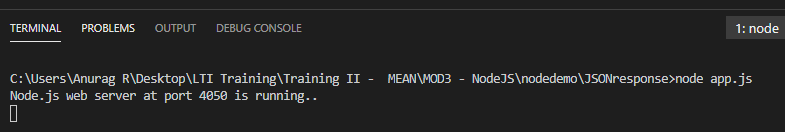 TERMINAL PROBLEMS OUTPUT DEBUG CONSOLE 1: node
C:\Users\Anurag R\Desktop\LTI Training\Training II -  MEAN\MOD3 - NodeJS\nodedemo\JSONresponse>node app.js
Node.js web server at port 4050 is running..